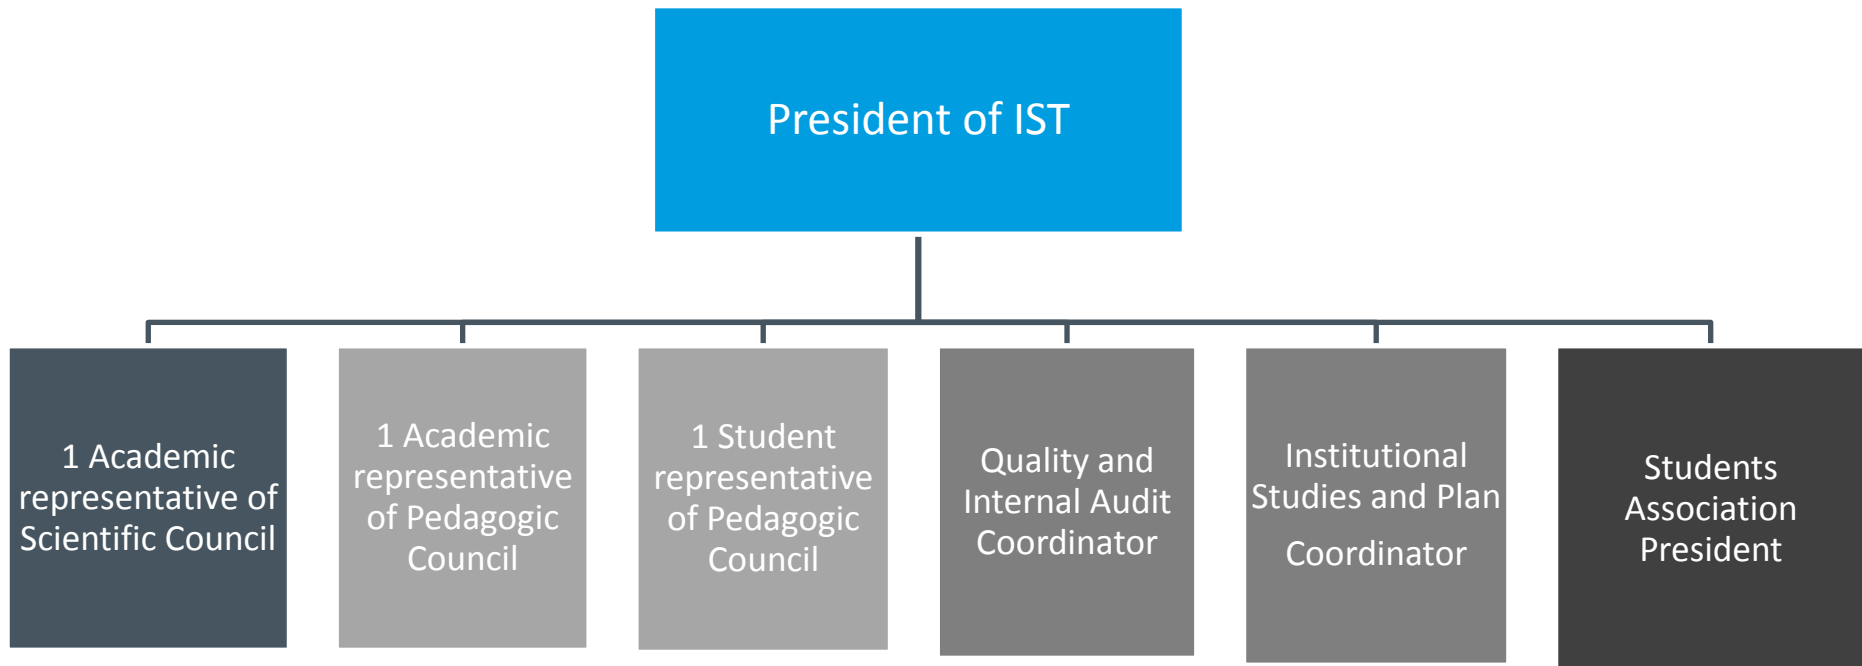 President of IST
1 Academic
representative of
Scientific Council
1 Academic
representative
of Pedagogic
Council
1 Student
representative
of Pedagogic
Council
Quality and
Internal Audit
Coordinator
Institutional
Studies and Plan
Coordinator
Students
Association
President